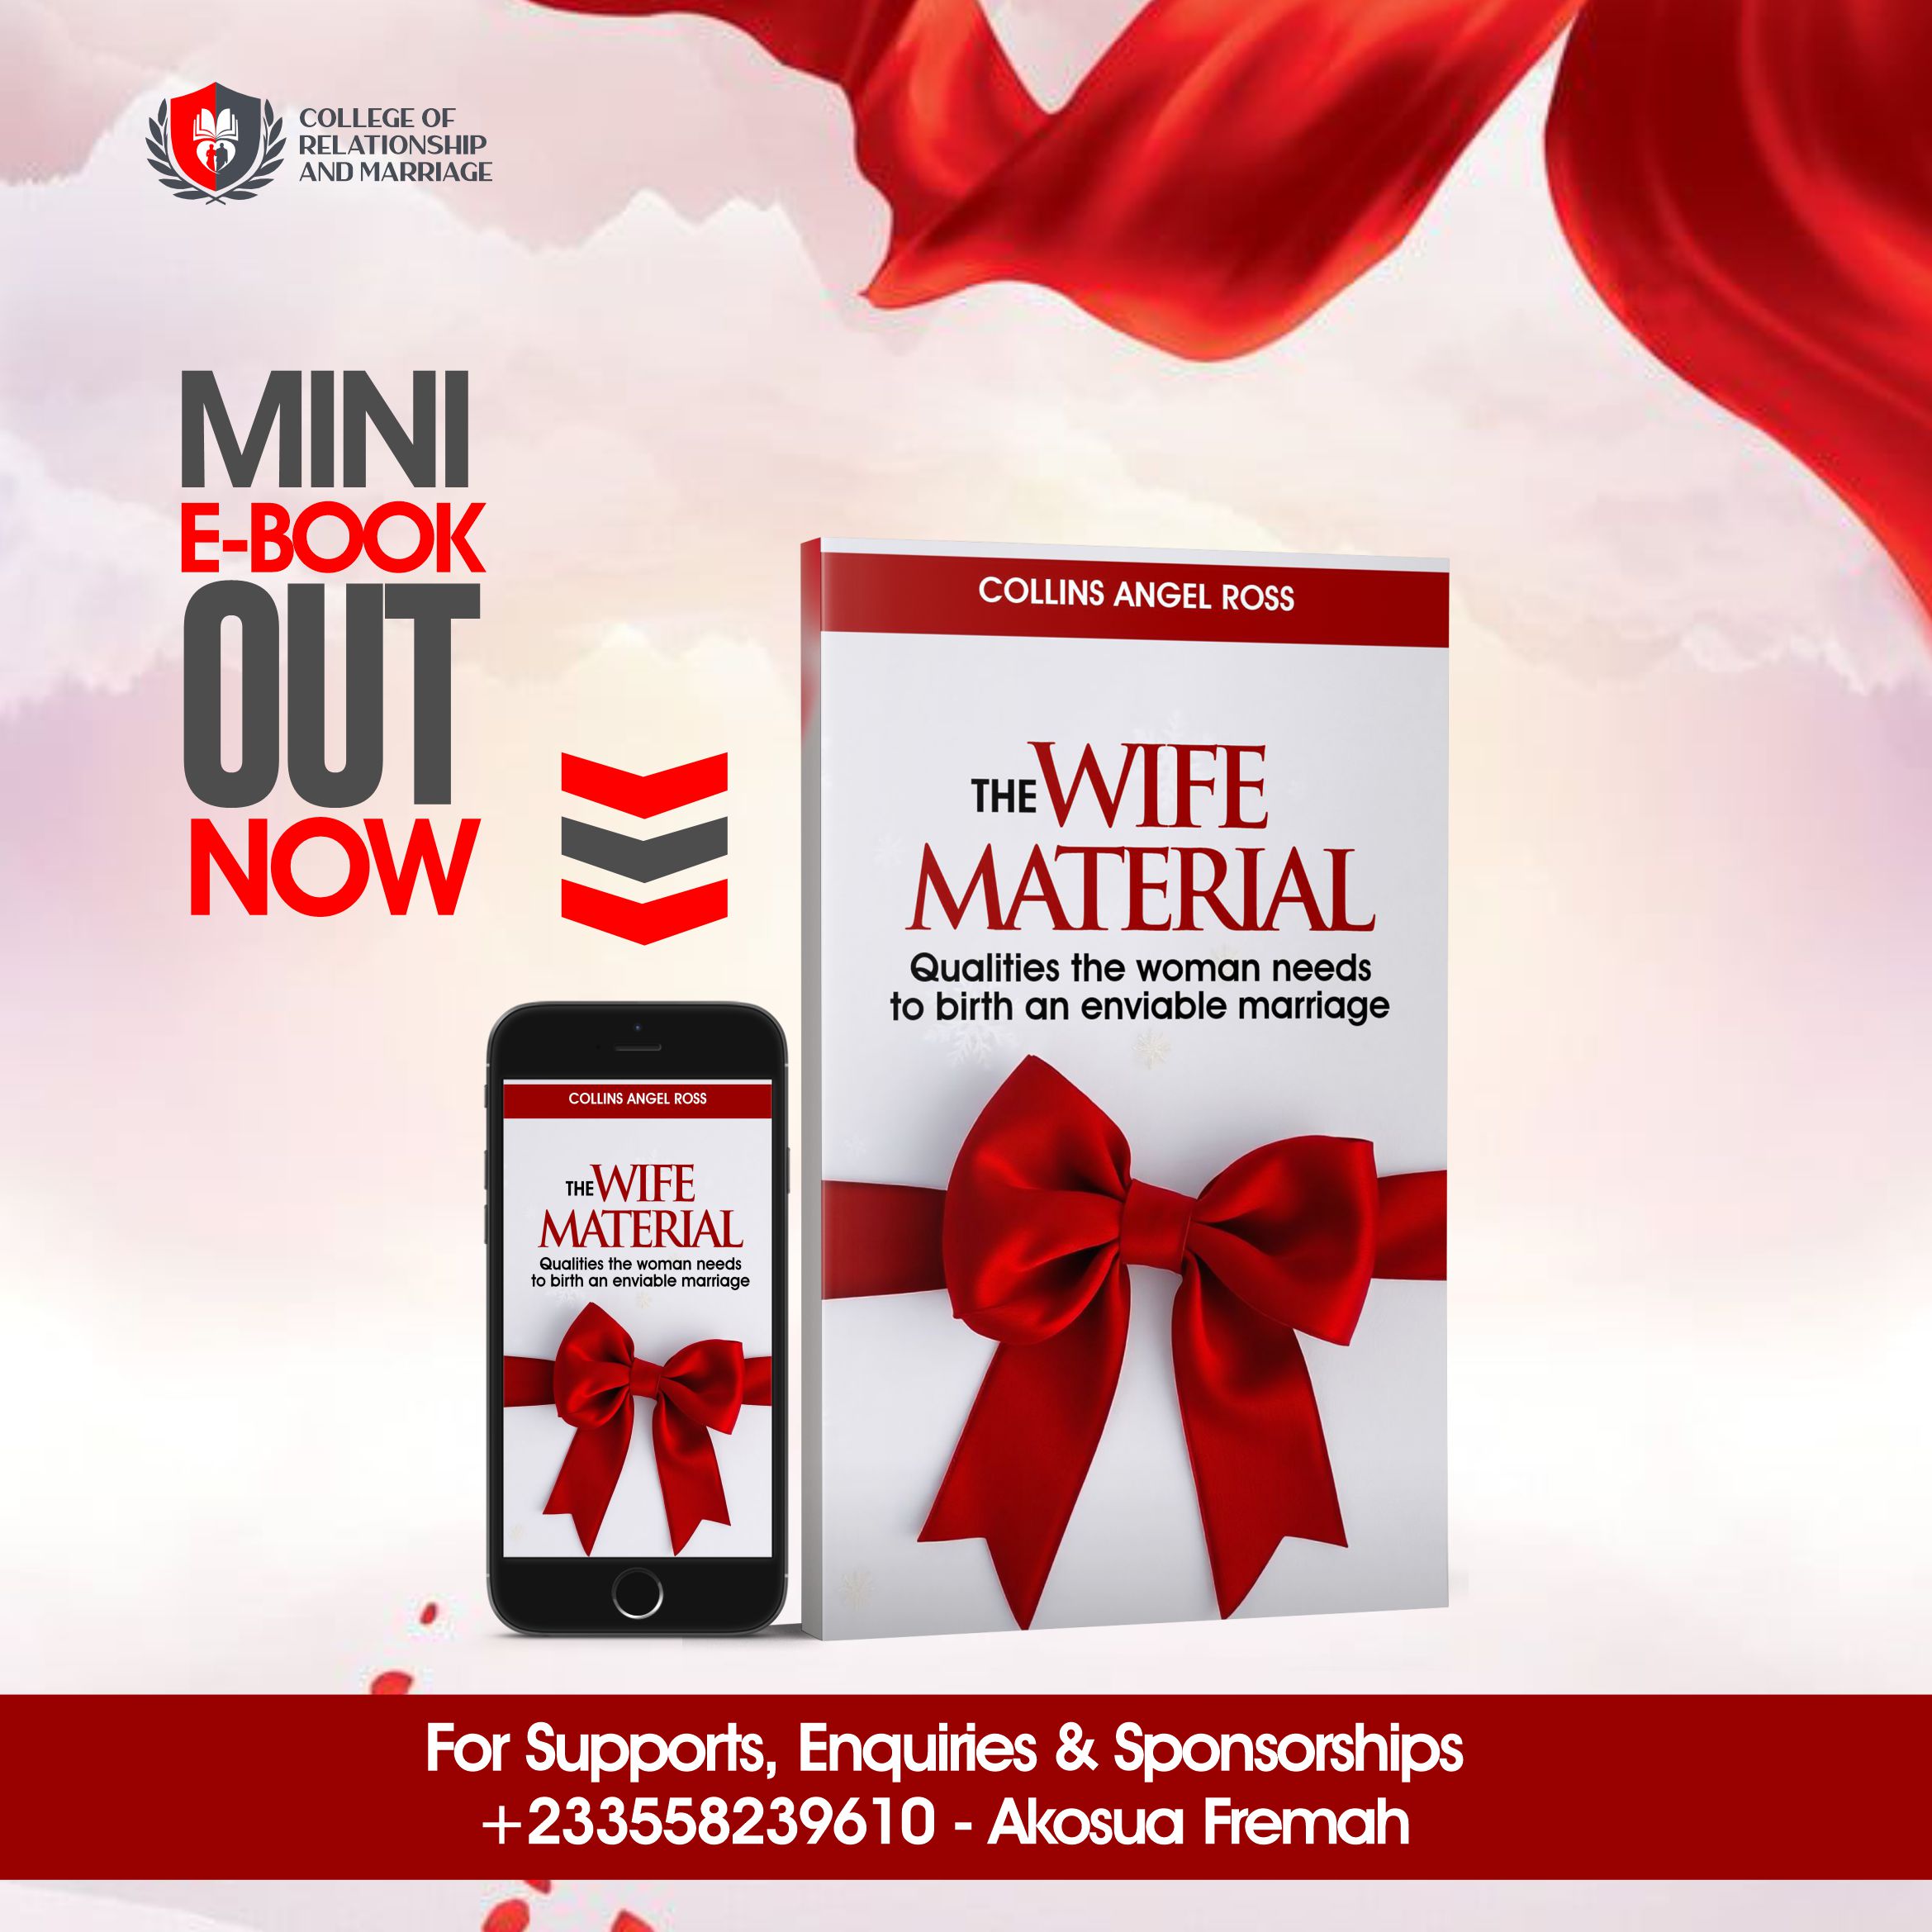 COLLEGE OF
RELATIONSHIP
AND MARRIAGE
MINI
E-BOOK
OUT
NOW
COLLINS ANGEL ROSS
THE WIFE
MATERIAL
Qualities the woman needs
to birth an enviable marriage
COLLINS ANGEL ROSS
THE WIFE
MATERIAL
Qualities the woman needs
to birth an enviable marriage
For Supports, Enquiries & Sponsorships
+233558239610 - Akosua Fremah